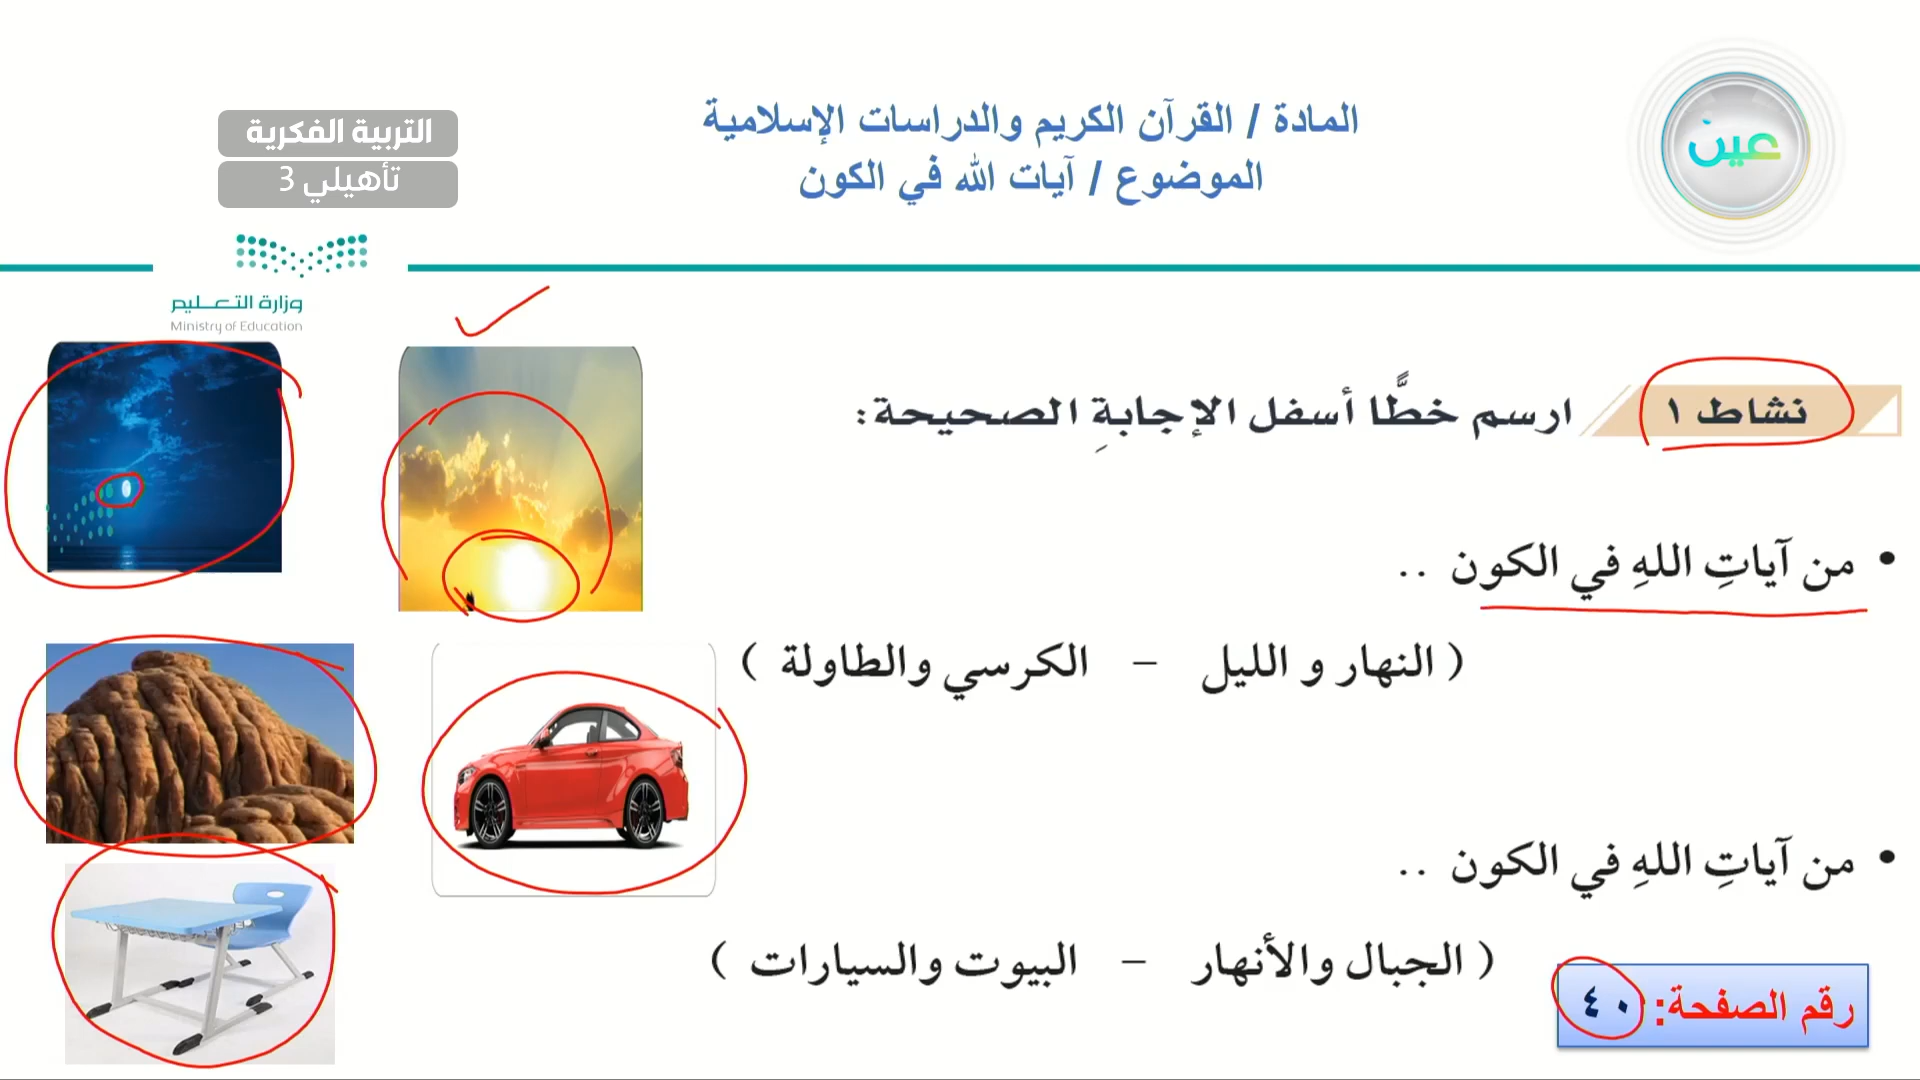 المادة / القرآن الكريم والدراسات الإسلامية
الموضوع / آيات الله في الكون
عين
التربية الفكرية
تأهيلي 3
وزارة التعليم
Ministry of Education
نشاط ١
ارسم خطًّا أسفل الإجابةِ الصحيحة:
• من آياتِ اللهِ في الكون ..
( النهار و الليل – الكرسي والطاولة )
• من آياتِ اللهِ في الكون ..
( الجبال والأنهار – البيوت والسيارات )
رقم الصفحة: ٤٠